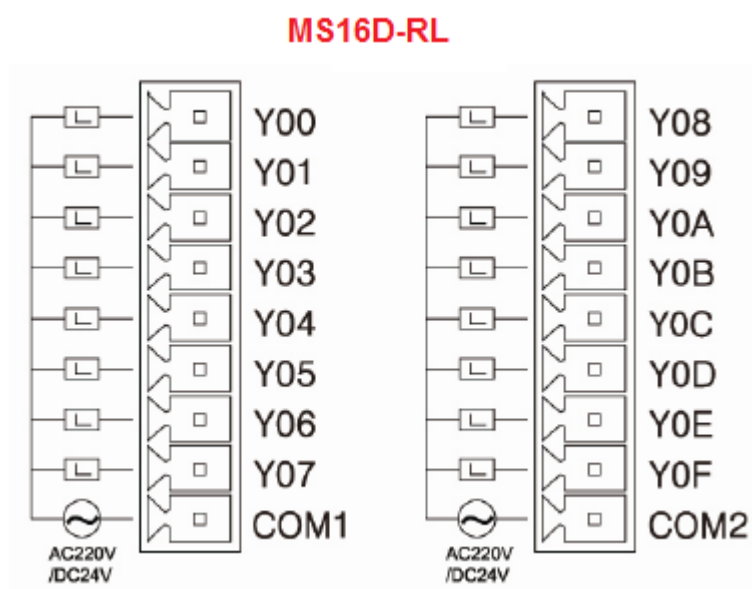 MS16D-RL
Y00
Y01
Y02
Y03
Y04
Y05
Y06
Y07
COM1
AC220V
/DC24V
Y08
Y09
Y0A
Y0B
Y0C
Y0D
Y0E
Y0F
COM2
AC220V
/DC24V